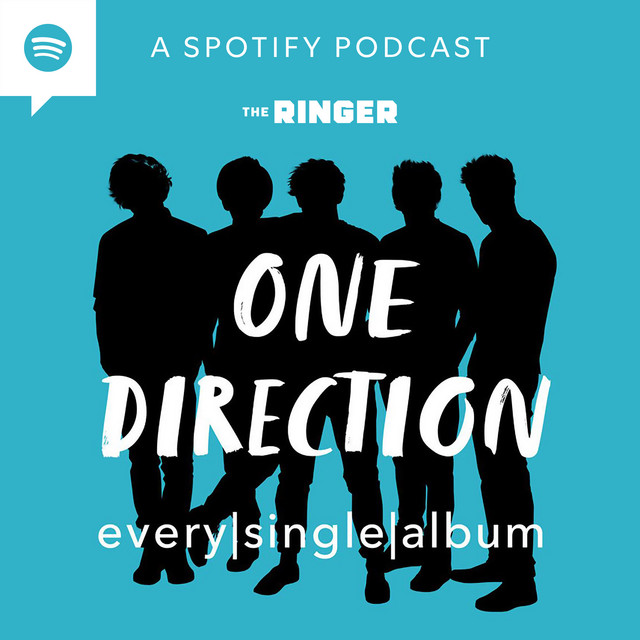 A SPOTIFY PODCAST
THE RINGER
ONE
DIRECTION
every|single|album